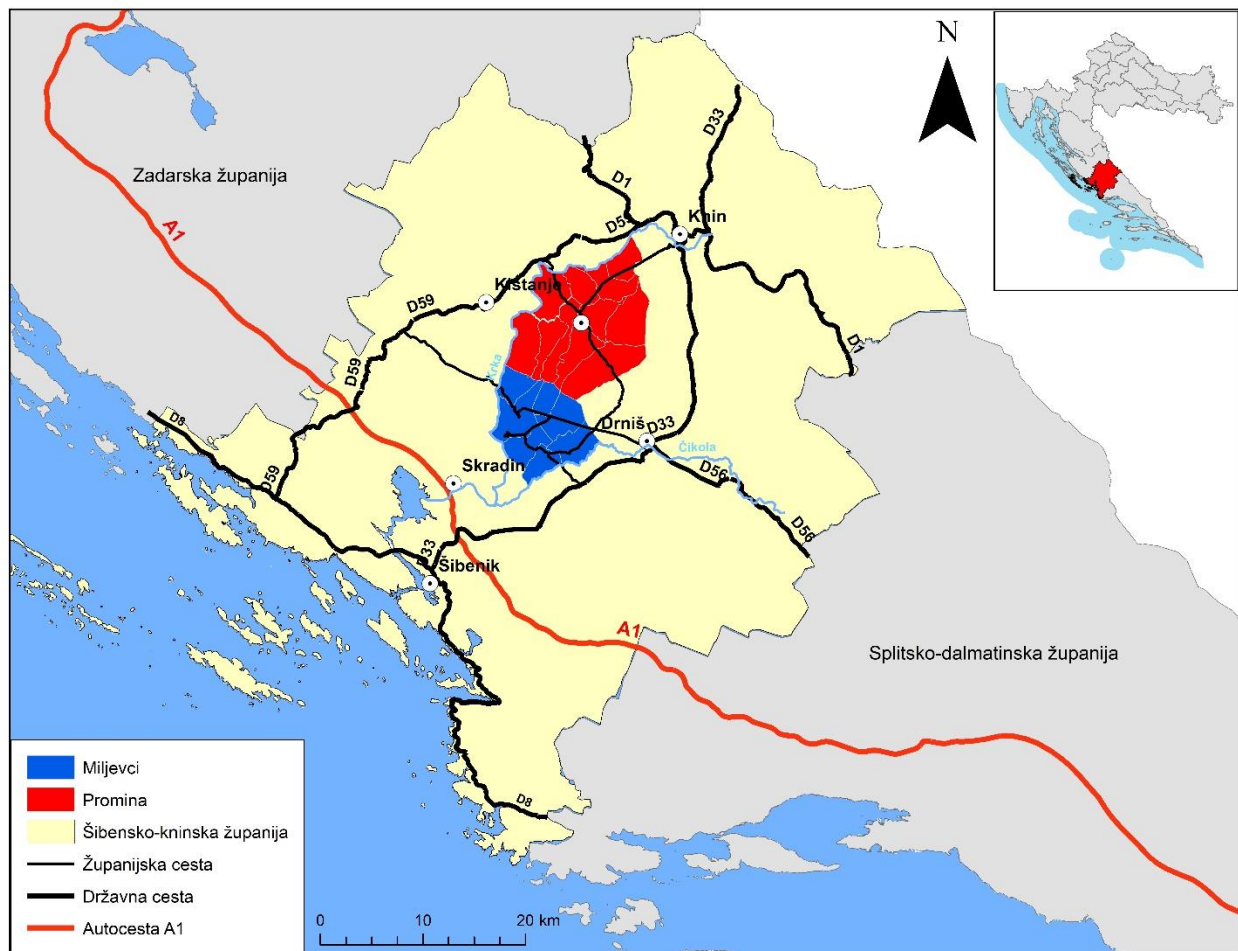 N
Zadarska županija
A1
D33
D1
D5
Knin
Kistanje
D59
D59
Krka
D1
D8
D59
Drniš
D33
Čikola
Skradin
D56
D56
D33
Šibenik
A1
Splitsko-dalmatinska županija
D8
Miljevci
Promina
Šibensko-kninska županija
Županijska cesta
Državna cesta
Autocesta A1
0 10 20 km